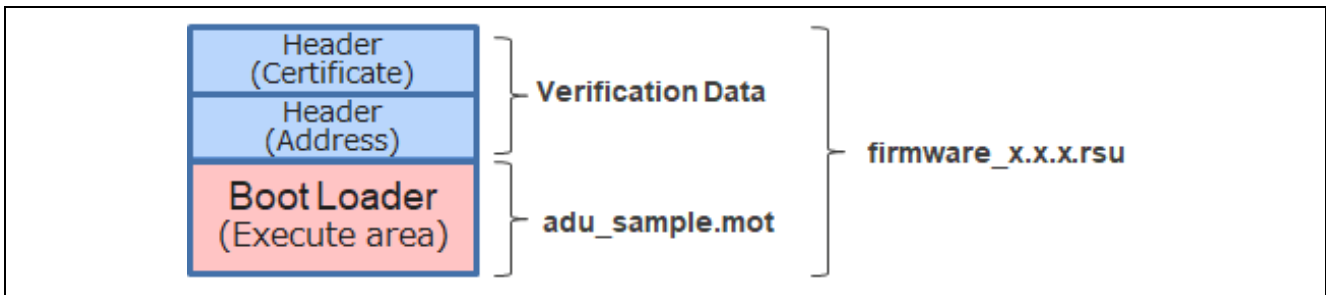 Header
(Certificate)
Header
(Address)
Boot Loader
(Execute area)
Verification Data
adu_sample.mot
firmware_x.x.x.rsu